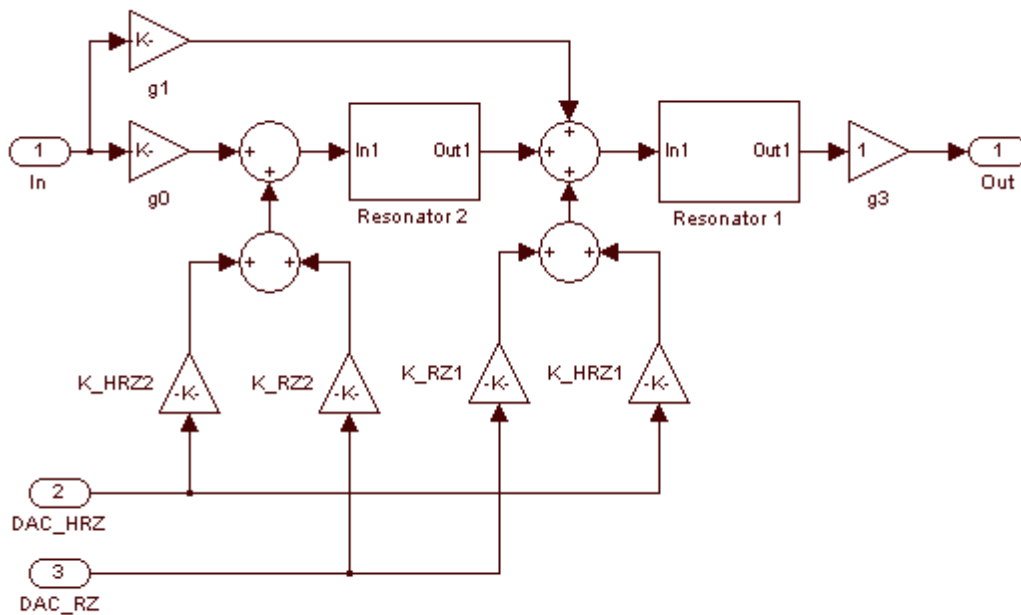 K-
g1
1
In
K-
g0
+
+
In1
Out1
Resonator 2
+
+
+
In1
Out1
Resonator 1
1
g3
1
Out
+
+
+
+
K_HRZ2
-K-
K_RZ2
-K-
K_RZ1
-K-
K_HRZ1
-K-
2
DAC_HRZ
3
DAC_RZ